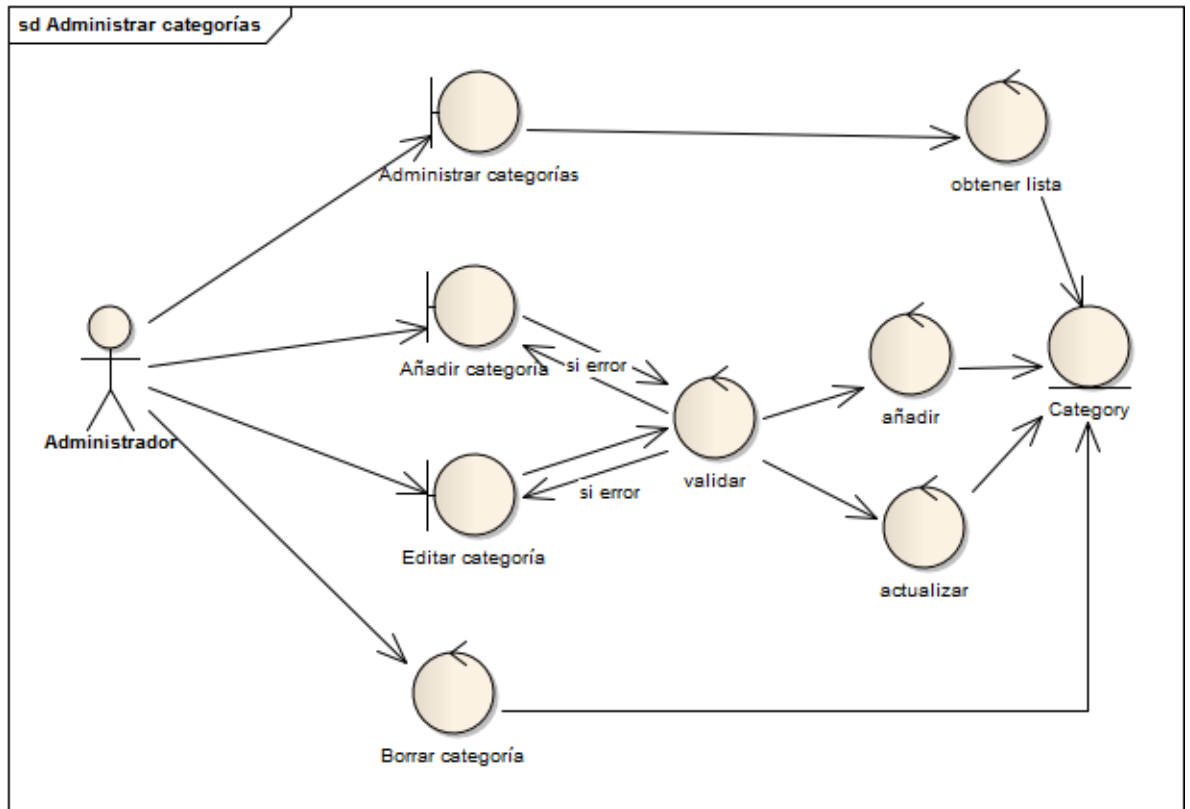 sd Administrar categorías
Administrar categorías
obtener lista
Añadir categoría
si error
añadir
Category
Administrador
validar
si error
Editar categoría
actualizar
Borrar categoría